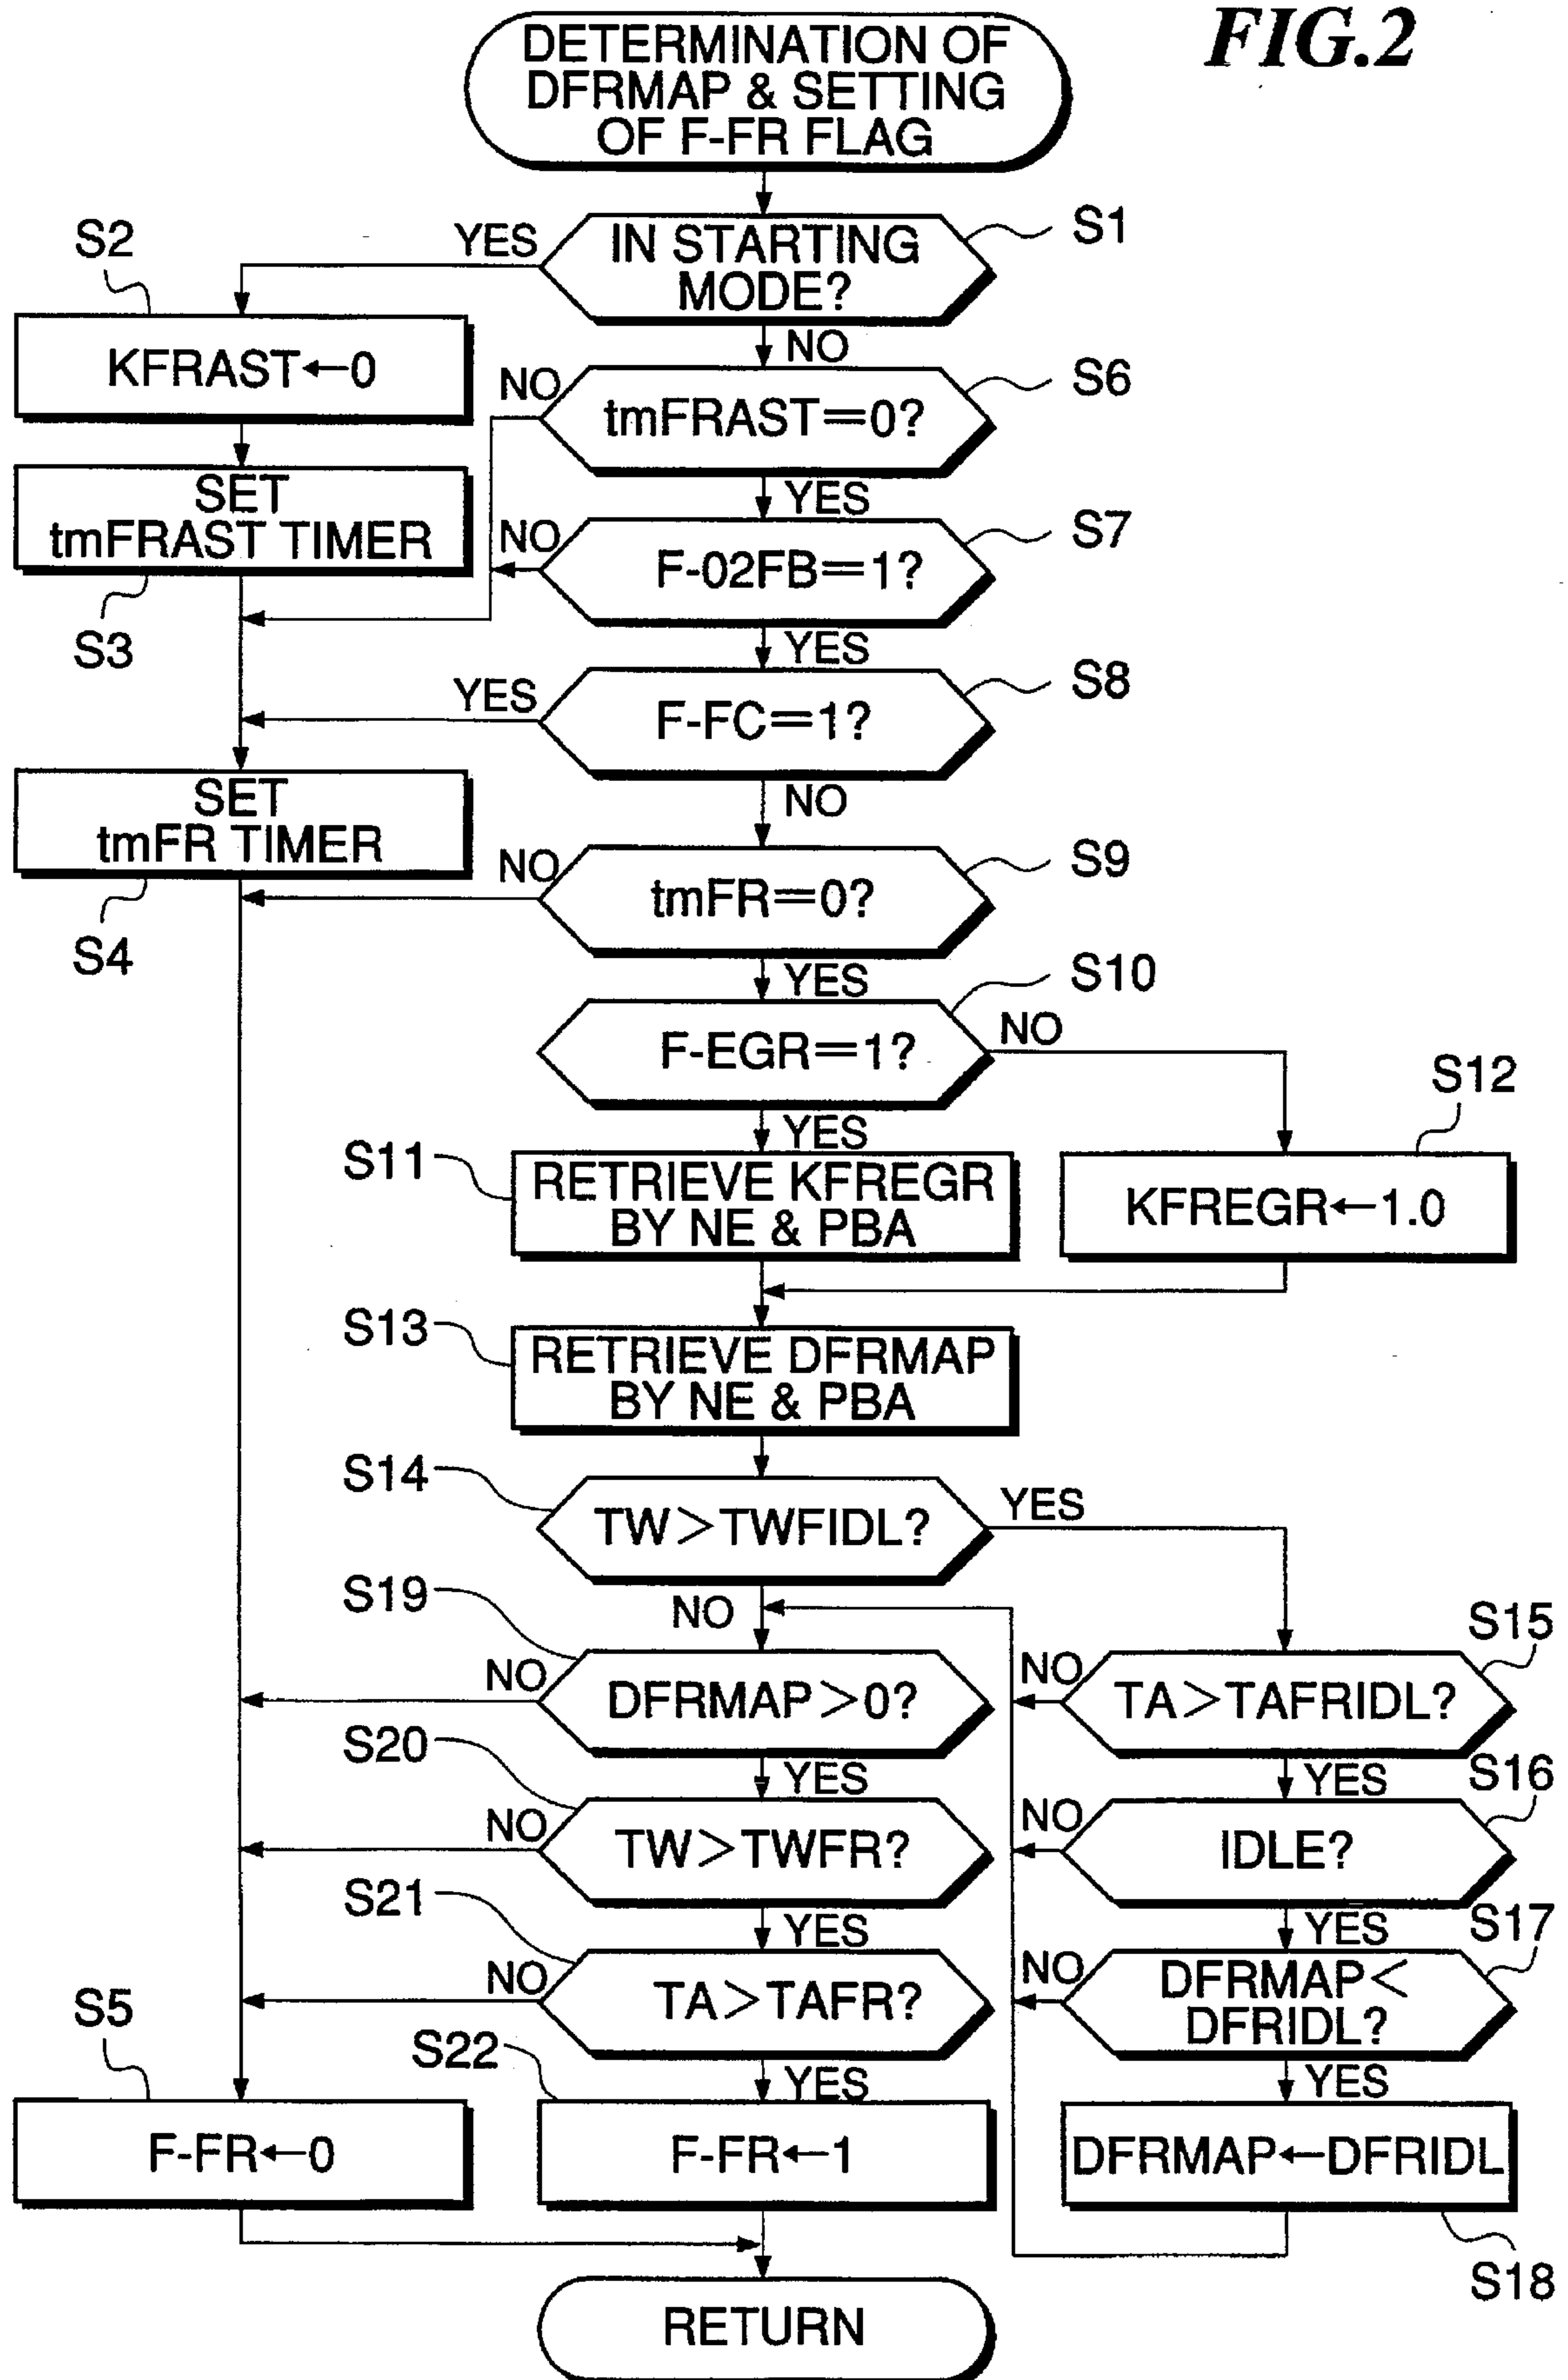 FIG.2
DETERMINATION OF
DFRMAP & SETTING
OF F-FR FLAG
S1
IN STARTING
MODE?
YES
NO
S2
KFRAST←0
S6
tmFRAST=0?
NO
YES
SET
tmFRAST TIMER
S3
S7
F-02FB=1?
NO
YES
S8
F-FC=1?
YES
NO
SET
tmFR TIMER
S4
S9
tmFR=0?
NO
YES
S10
F-EGR=1?
NO
YES
S11
RETRIEVE KFREGR
BY NE & PBA
S12
KFREGR←1.0
S13
RETRIEVE DFRMAP
BY NE & PBA
S14
TW>TWFIDL?
YES
NO
S19
DFRMAP>0?
NO
YES
S15
TA>TAFRIDL?
NO
YES
S20
TW>TWFR?
NO
YES
S16
IDLE?
NO
YES
S21
TA>TAFR?
NO
YES
S17
DFRMAP<
DFRIDL?
NO
YES
S5
F-FR←0
S22
F-FR←1
DFRMAP←DFRIDL
S18
RETURN